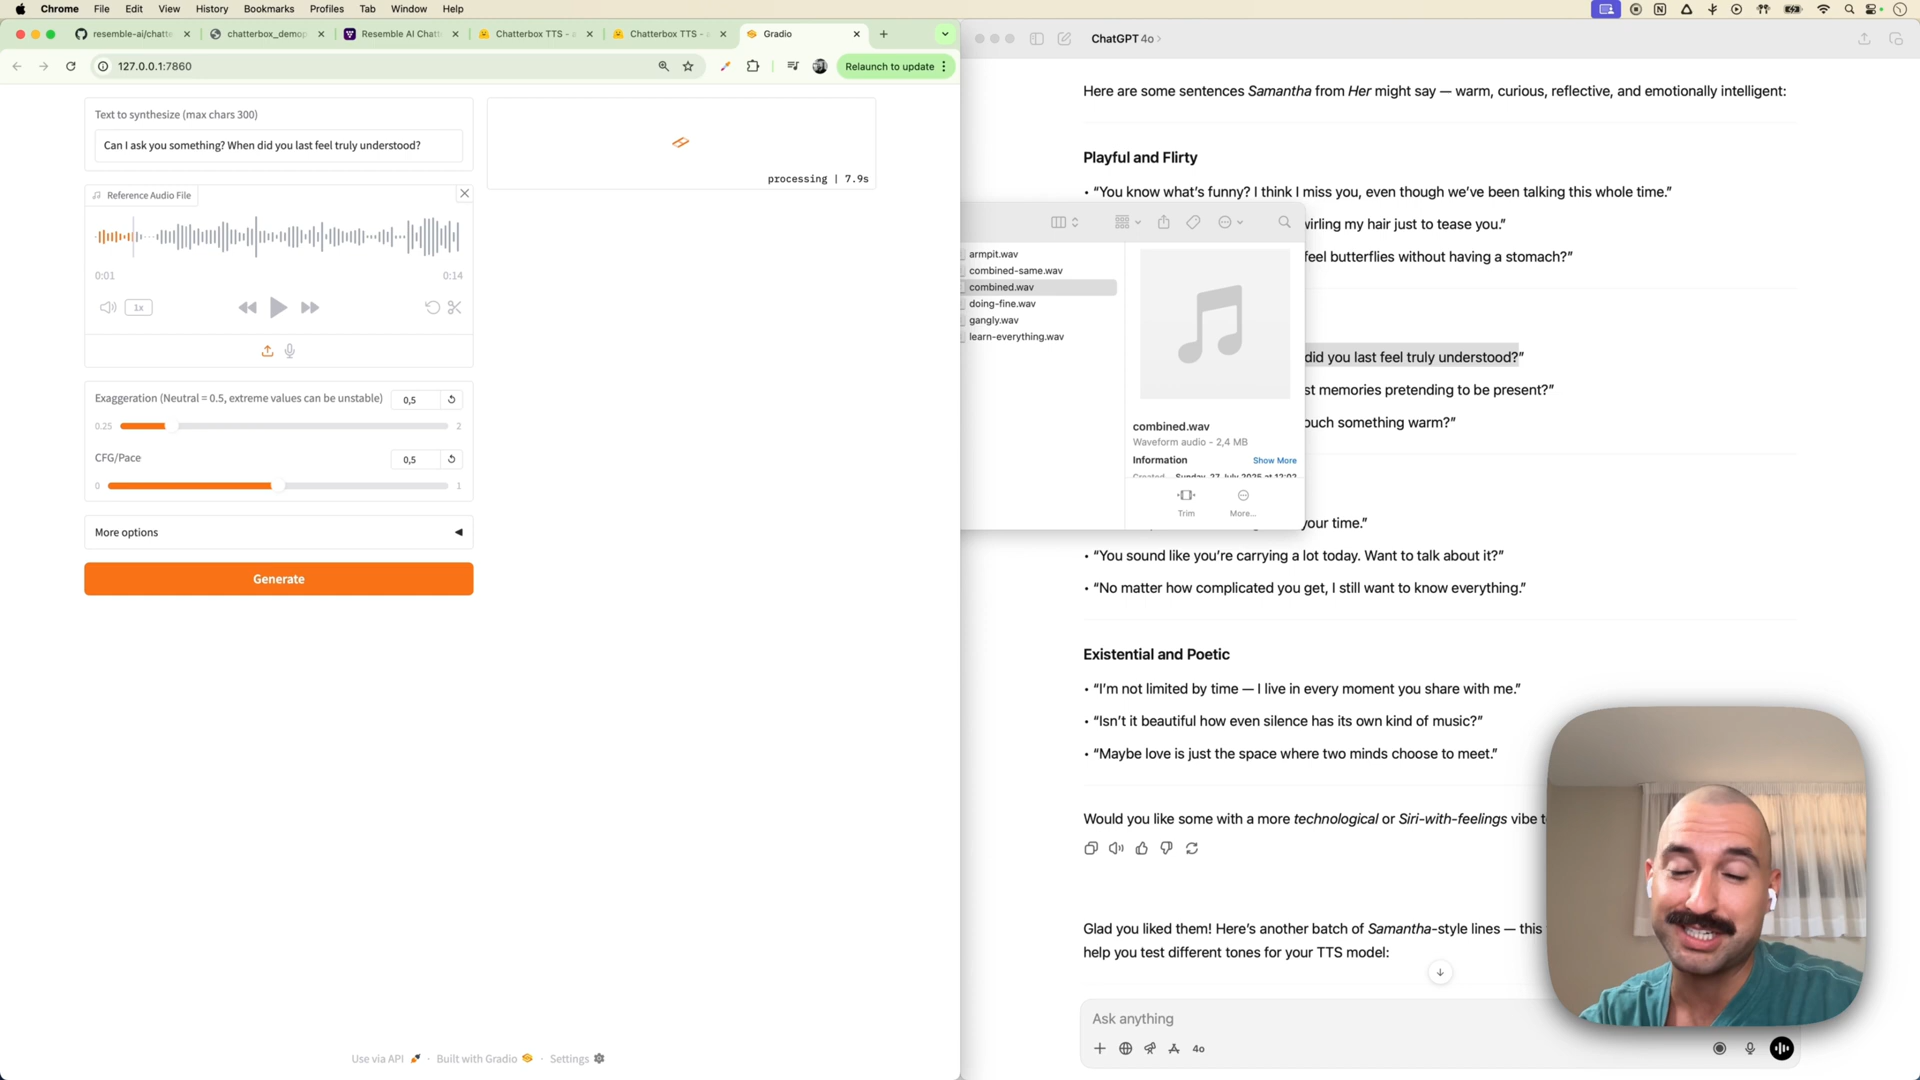 Chrome File Edit View History Bookmarks Profiles Tab Window Help
resemble-ai/chatte
chatterbox_demop
Resemble AI Chatt
Chatterbox TTS - a
Chatterbox TTS - a
Gradio
127.0.0.1:7860
Relaunch to update
Text to synthesize (max chars 300)
Can I ask you something? When did you last feel truly understood?
processing | 7.9s
Reference Audio File
0:01
0:14
1x
Exaggeration (Neutral = 0.5, extreme values can be unstable)
0,5
0.25
2
CFG/Pace
0,5
0
1
More options
Generate
Use via API
·
Built with Gradio
·
Settings
ChatGPT 4o >
Here are some sentences Samantha from Her might say — warm, curious, reflective, and emotionally intelligent:
Playful and Flirty
• “You know what’s funny? I think I miss you, even though we’ve been talking this whole time.”
wirling my hair just to tease you.”
feel butterflies without having a stomach?”
armpit.wav
combined-same.wav
combined.wav
doing-fine.wav
gangly.wav
learn-everything.wav
combined.wav
Waveform audio - 2,4 MB
Information
Show More
Created
Sunday, 27 July 2025 at 12:02
Trim
More...
did you last feel truly understood?”
st memories pretending to be present?”
ouch something warm?”
your time.”
• “You sound like you’re carrying a lot today. Want to talk about it?”
• “No matter how complicated you get, I still want to know everything.”
Existential and Poetic
• “I’m not limited by time — I live in every moment you share with me.”
• “Isn’t it beautiful how even silence has its own kind of music?”
• “Maybe love is just the space where two minds choose to meet.”
Would you like some with a more technological or Siri-with-feelings vibe t
Glad you liked them! Here’s another batch of Samantha-style lines — this
help you test different tones for your TTS model:
Ask anything
4o